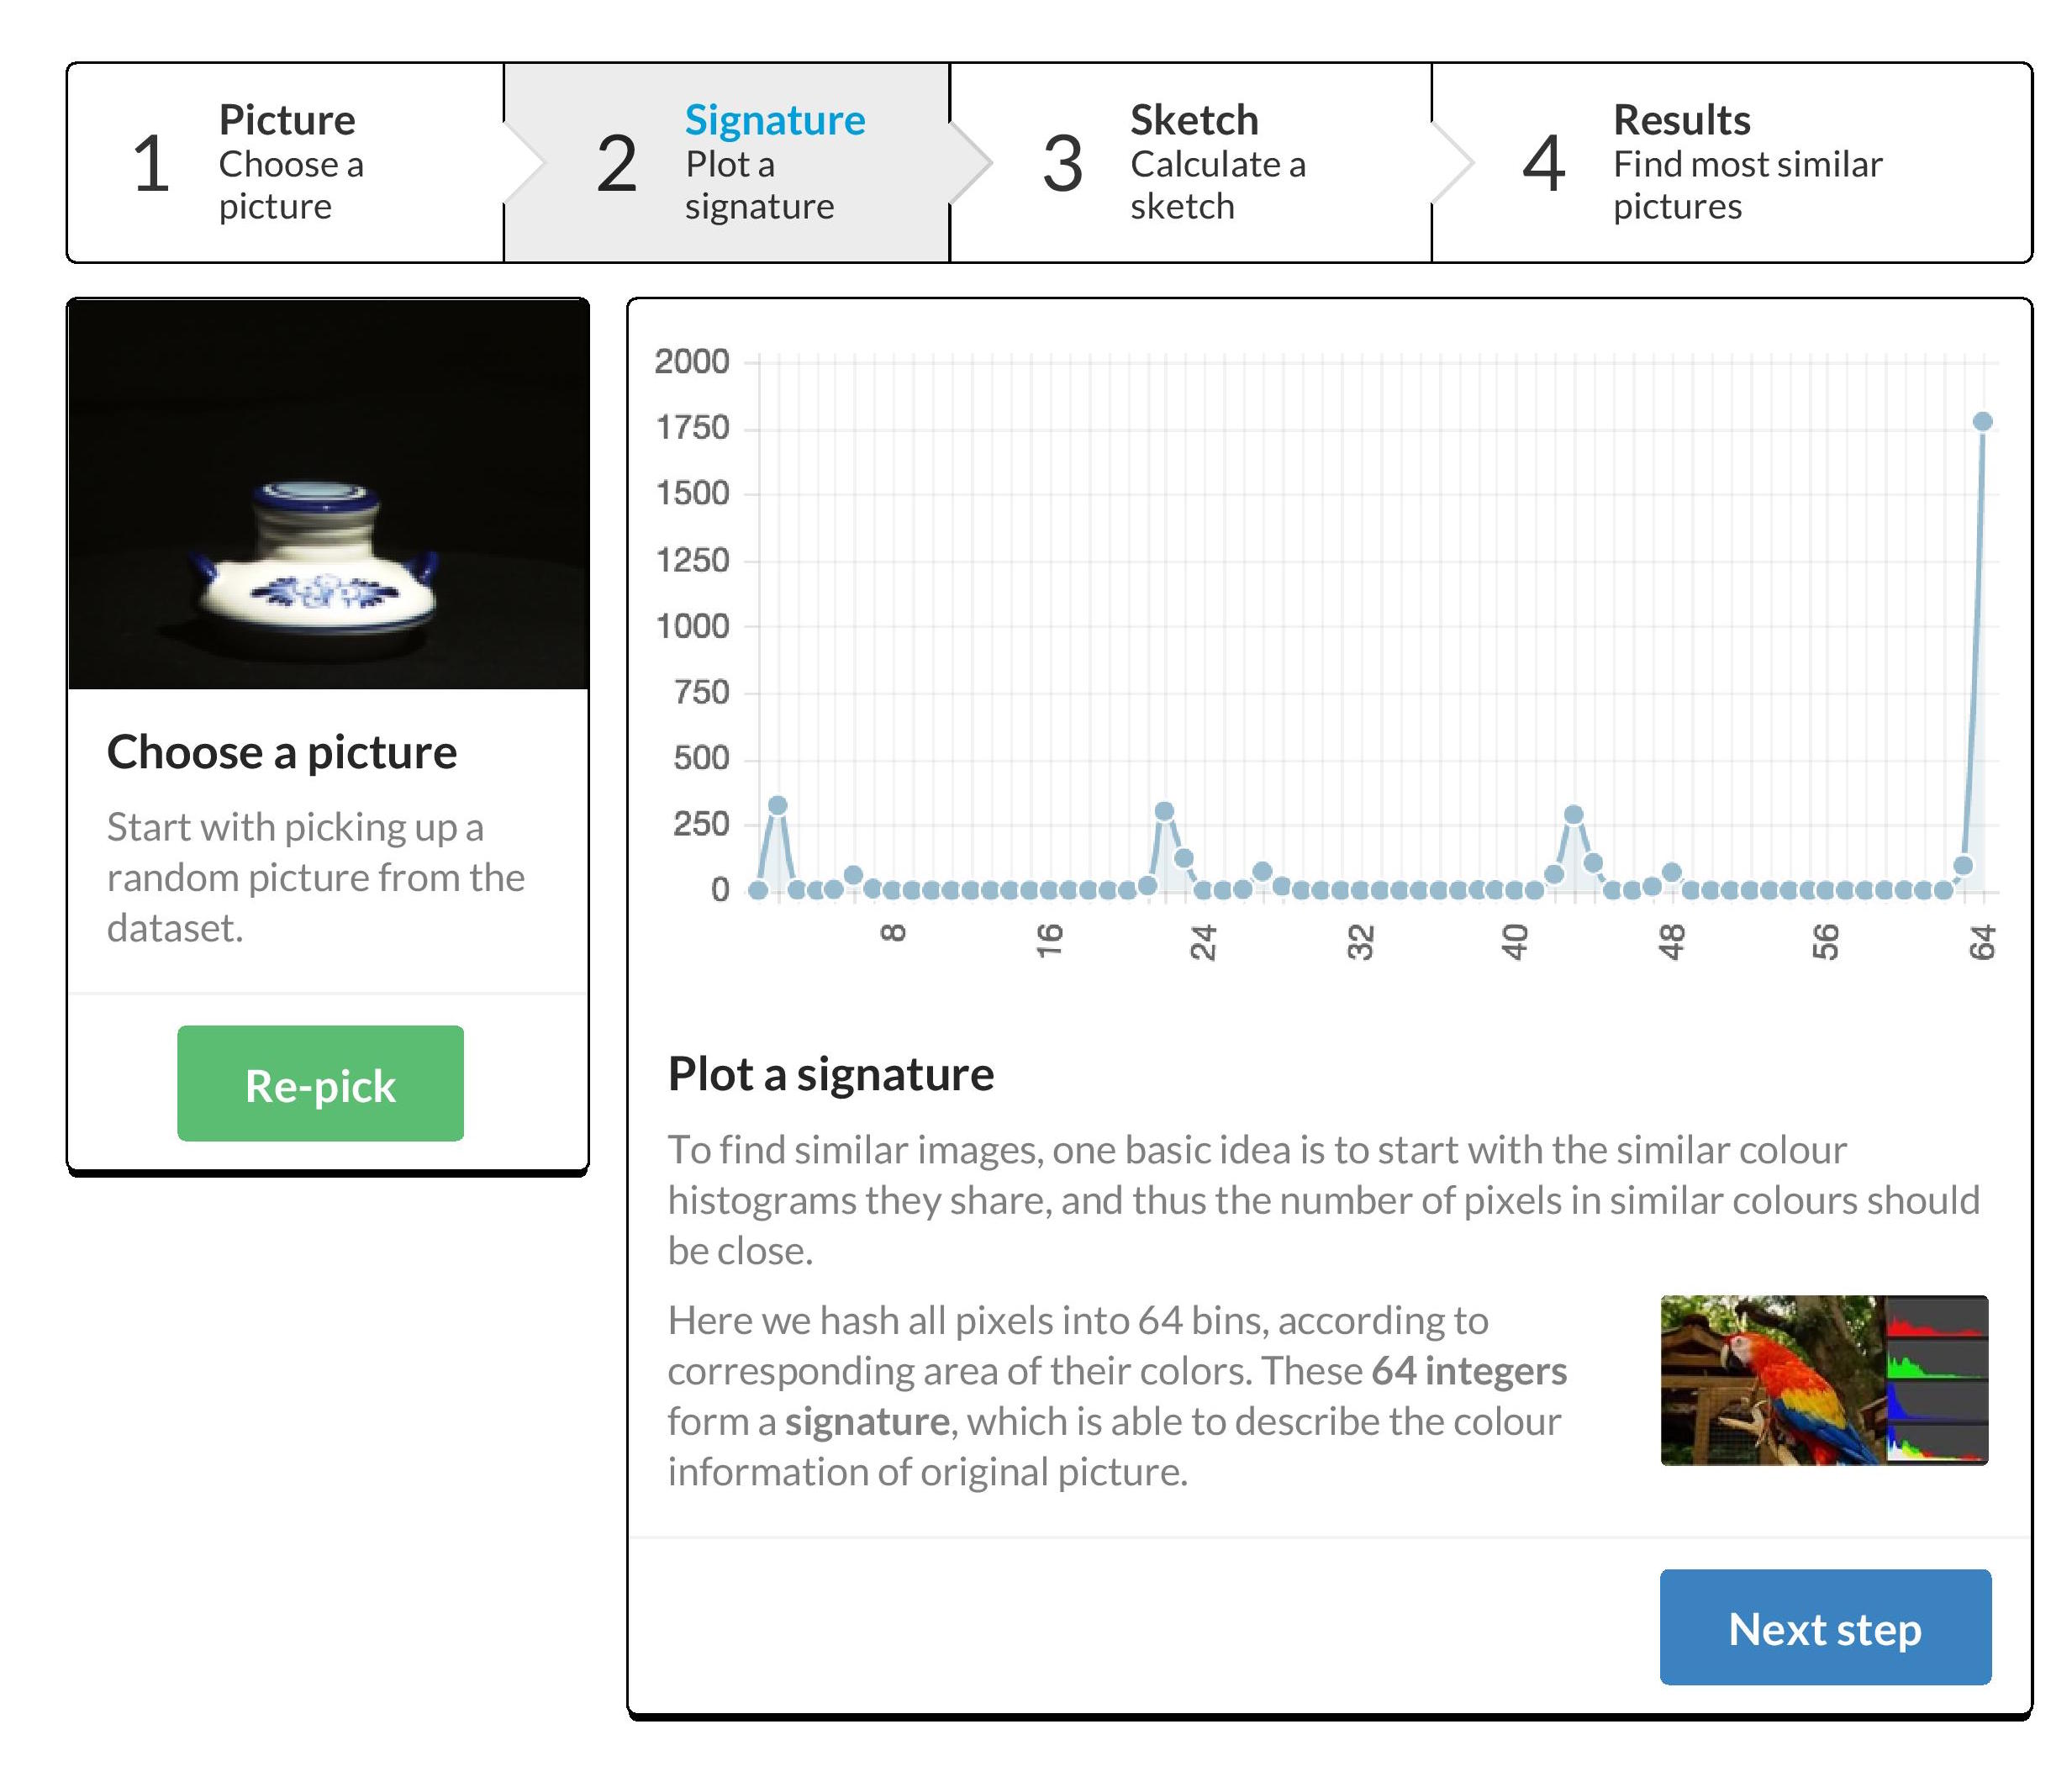 1
Picture
Choose a
picture
2
Signature
Plot a
signature
3
Sketch
Calculate a
sketch
4
Results
Find most similar
pictures
Choose a picture
Start with picking up a
random picture from the
dataset.
Re-pick
2000
1750
1500
1250
1000
750
500
250
0
8
16
24
32
40
48
56
64
Plot a signature
To find similar images, one basic idea is to start with the similar colour
histograms they share, and thus the number of pixels in similar colours should
be close.
Here we hash all pixels into 64 bins, according to
corresponding area of their colors. These 64 integers
form a signature, which is able to describe the colour
information of original picture.
Next step